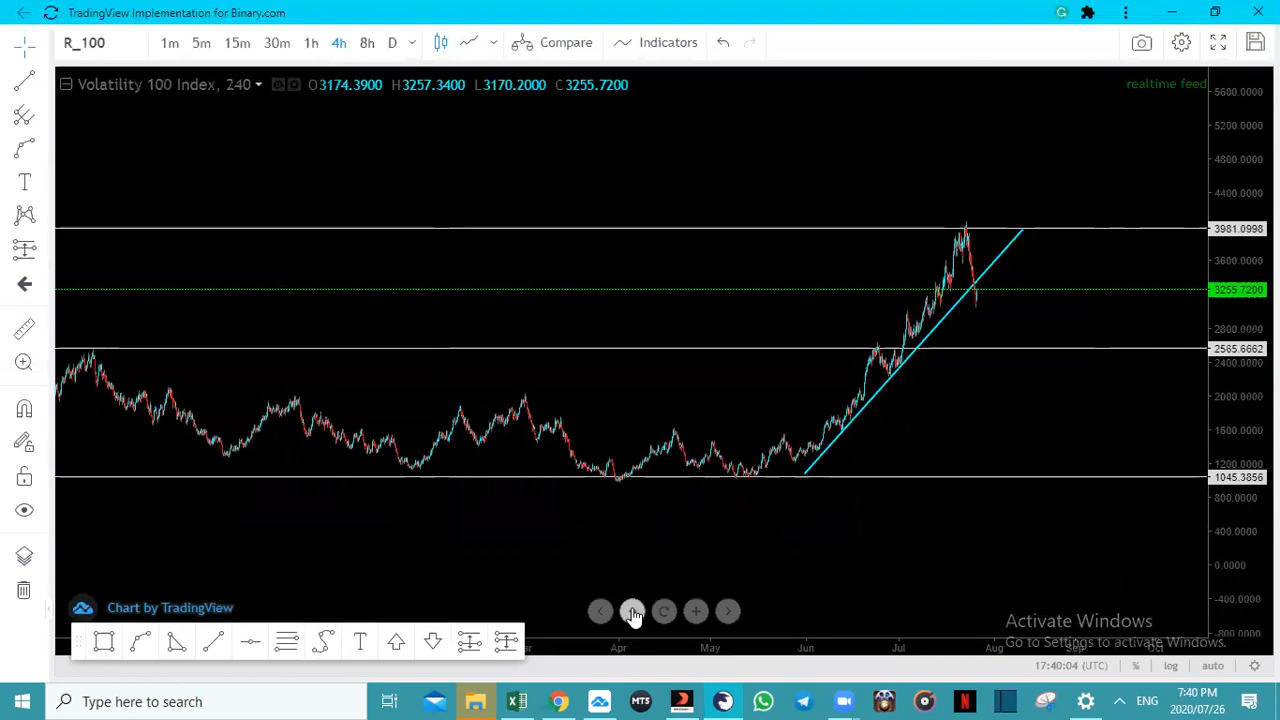 TradingView Implementation for Binary.com
R_100 1m 5m 15m 30m 1h 4h 8h D Compare Indicators
Volatility 100 Index, 240 O3174.3900 H3257.3400 L3170.2000 C3255.7200
realtime feed
5600.0000
5200.0000
4800.0000
4400.0000
3981.0998
3600.0000
3255.7200
2800.0000
2565.6662
2400.0000
2000.0000
1600.0000
1200.0000
1045.3856
800.0000
400.0000
0.0000
-400.0000
-800.0000
Chart by TradingView
Activate Windows
Go to Settings to activate Windows.
Apr May Jun Jul Aug Sep Oct
17:40:04 (UTC) % log auto
Type here to search
MT5
N
ENG
7:40 PM
2020/07/26